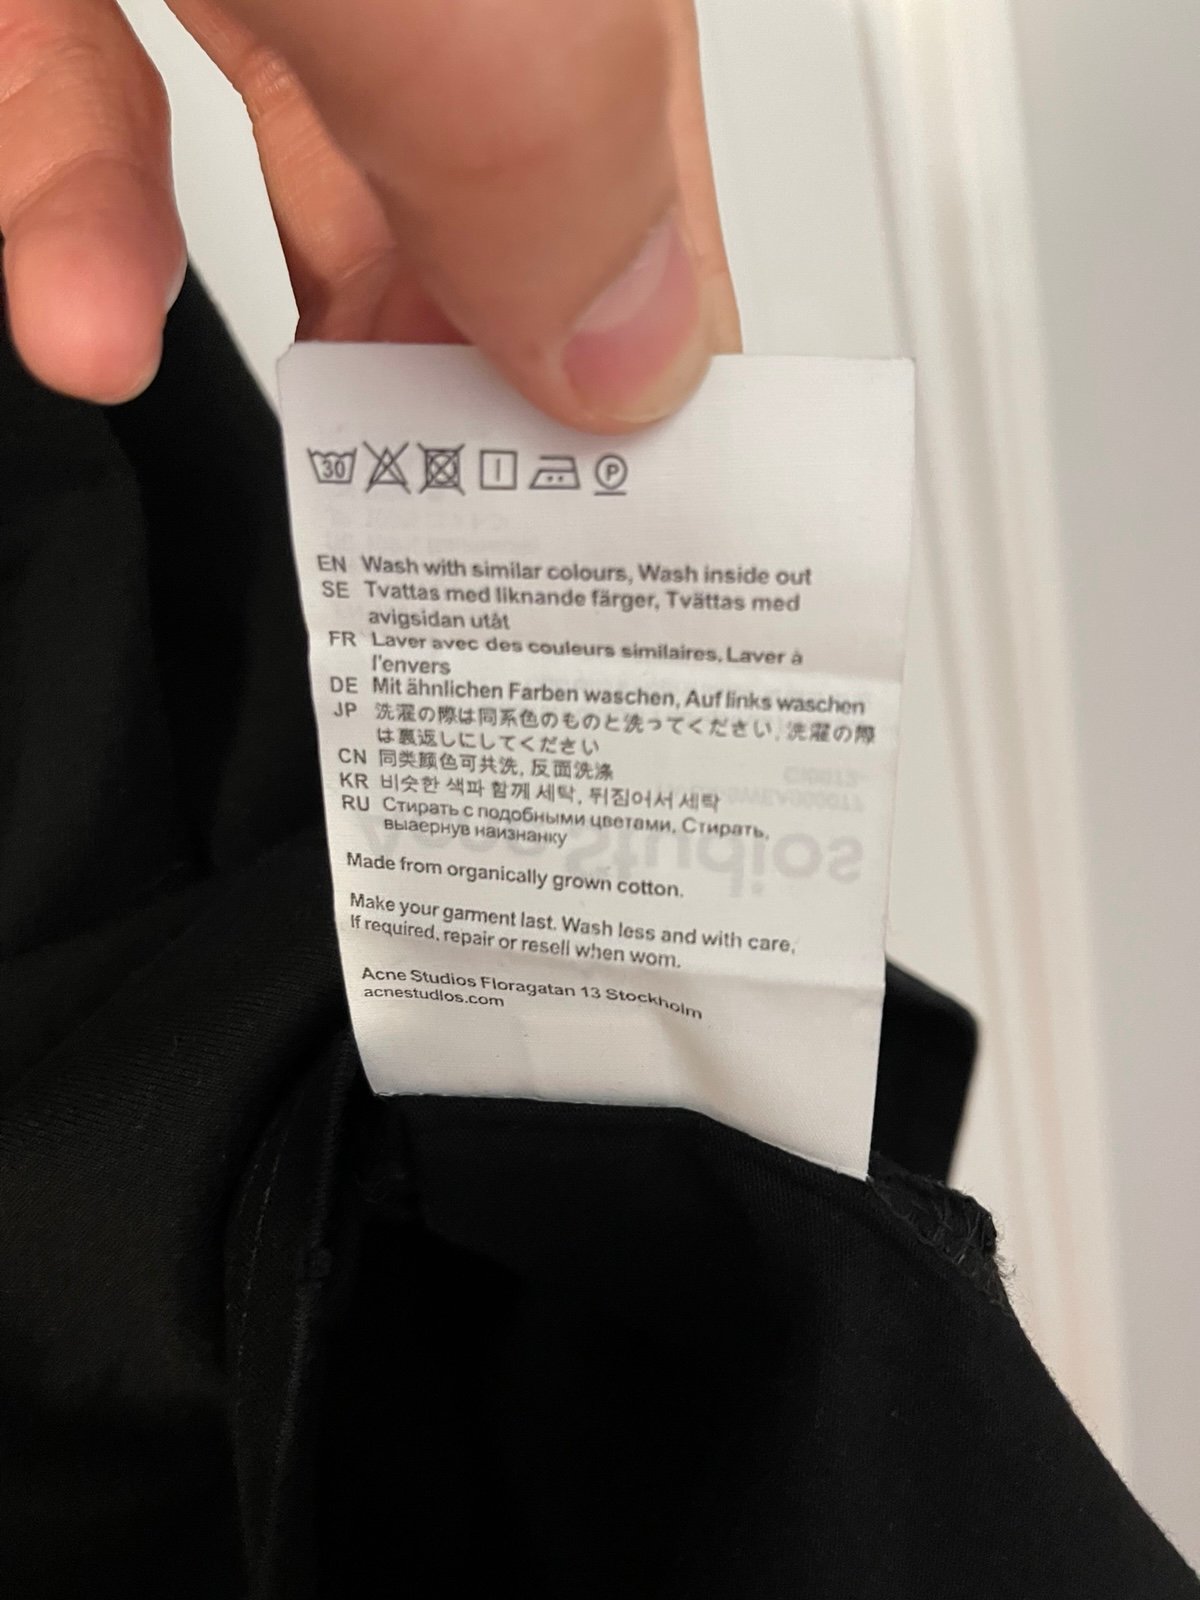 30
P
EN Wash with similar colours, Wash inside out
SE Tvattas med liknande färger, Tvättas med
avigsidan utåt
FR Laver avec des couleurs similaires, Laver à
l'envers
DE Mit ähnlichen Farben waschen, Auf links waschen
JP 洗濯の際は同系色のものと洗ってください, 洗濯の際
は裏返しにしてください
CN 同类颜色可共洗, 反面洗涤
KR 비슷한 색과 함께 세탁, 뒤집어서 세탁
RU Стирать с подобными цветами, Стирать,
выаернув наизнанку
Made from organically grown cotton.
Make your garment last. Wash less and with care,
If required, repair or resell when worn.
Acne Studios Floragatan 13 Stockholm
acnestudios.com